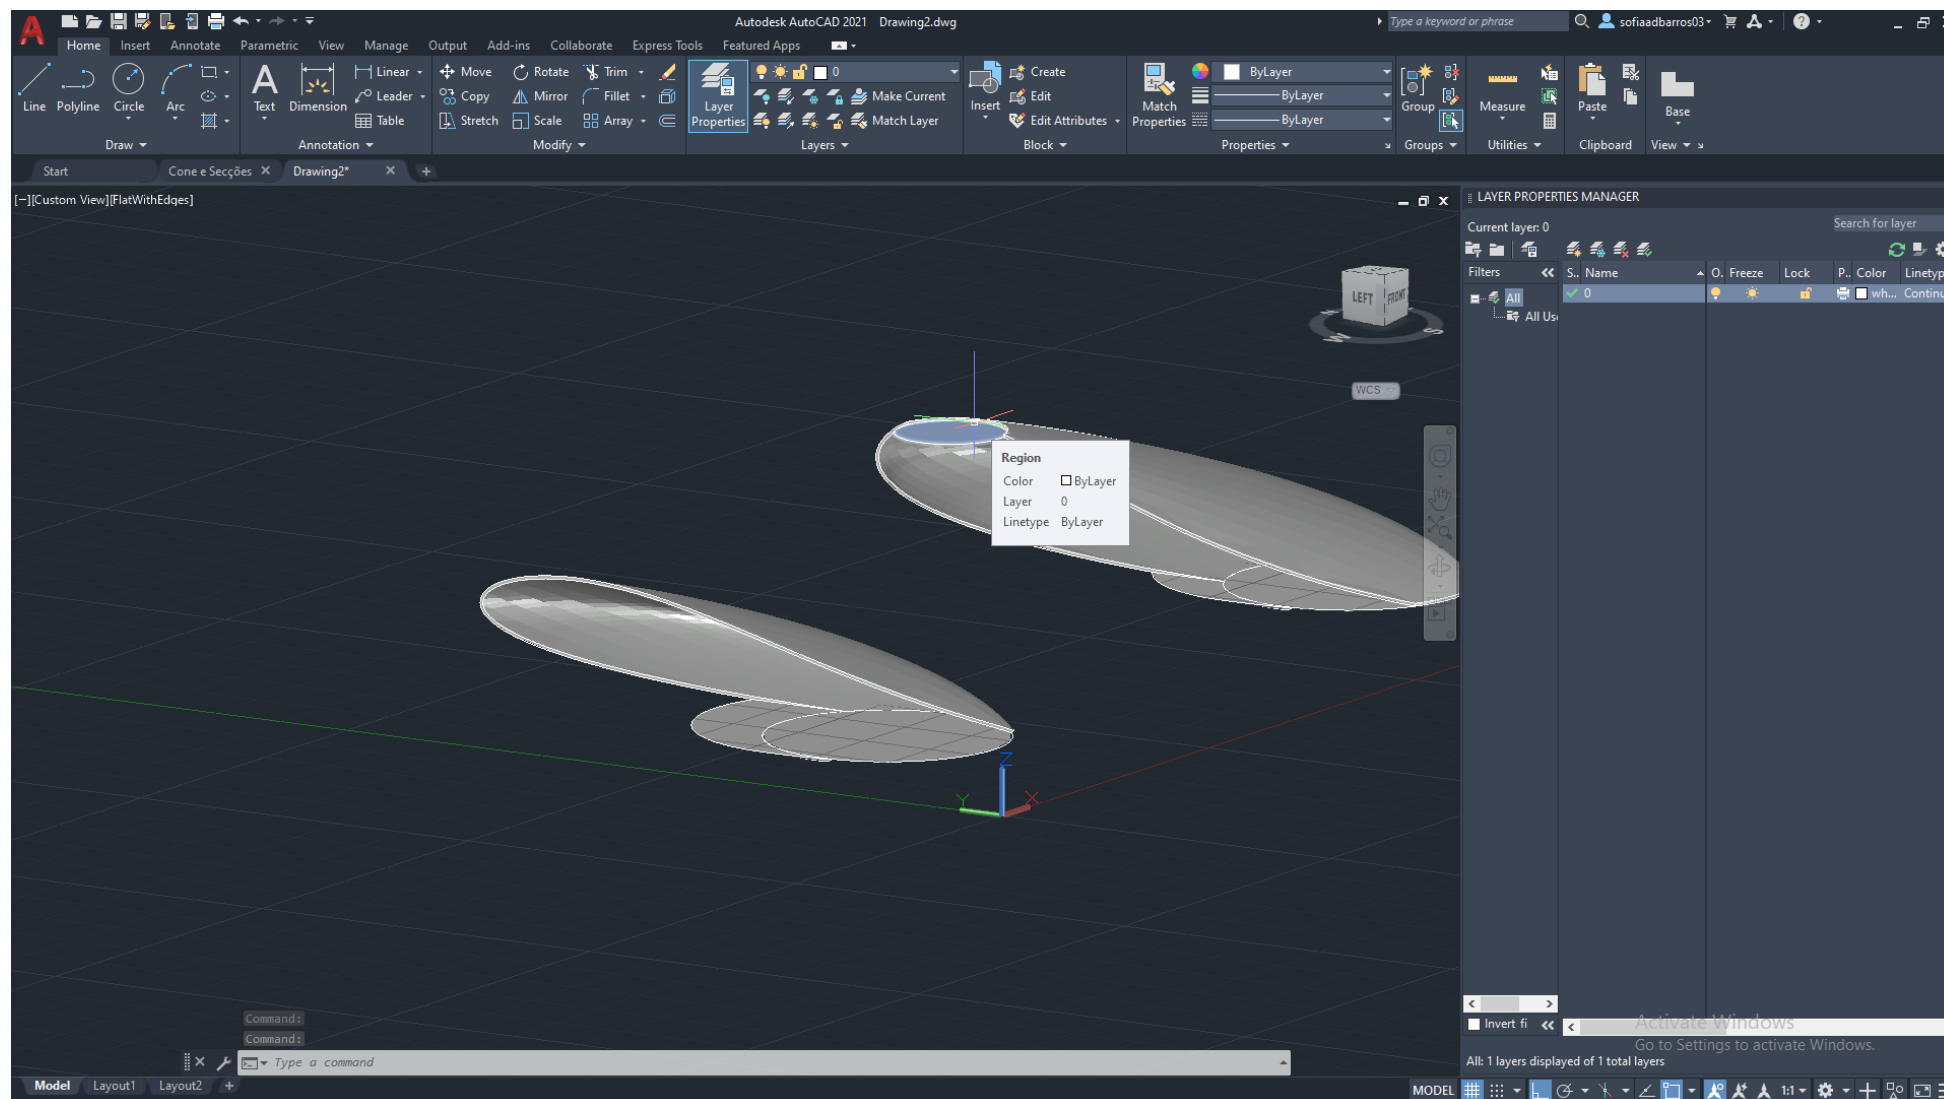 Autodesk AutoCAD 2021 Drawing2.dwg
Type a keyword or phrase
sofiaadbarros03
Home Insert Annotate Parametric View Manage Output Add-ins Collaborate Express Tools Featured Apps
Line Polyline Circle Arc
Draw
Text Dimension
Linear
Leader
Table
Annotation
Move Rotate Trim
Copy Mirror Fillet
Stretch Scale Array
Modify
Layer Properties
0
Make Current
Match Layer
Layers
Insert
Create
Edit
Edit Attributes
Block
Match Properties
ByLayer
ByLayer
ByLayer
Properties
Group
Groups
Measure
Utilities
Paste
Clipboard
Base
View
Start Cone e Secções Drawing2*
[−][Custom View][FlatWithEdges]
LEFT FRONT
W S
WCS
Region
Color ByLayer
Layer 0
Linetype ByLayer
Z
Y X
Command:
Command:
Type a command
Model Layout1 Layout2
LAYER PROPERTIES MANAGER
Current layer: 0
Search for layer
Filters
All
All Use
S.. Name O. Freeze Lock P.. Color Linetyp
0 wh... Continu
Invert fi
Activate Windows
Go to Settings to activate Windows.
All: 1 layers displayed of 1 total layers
MODEL 1:1